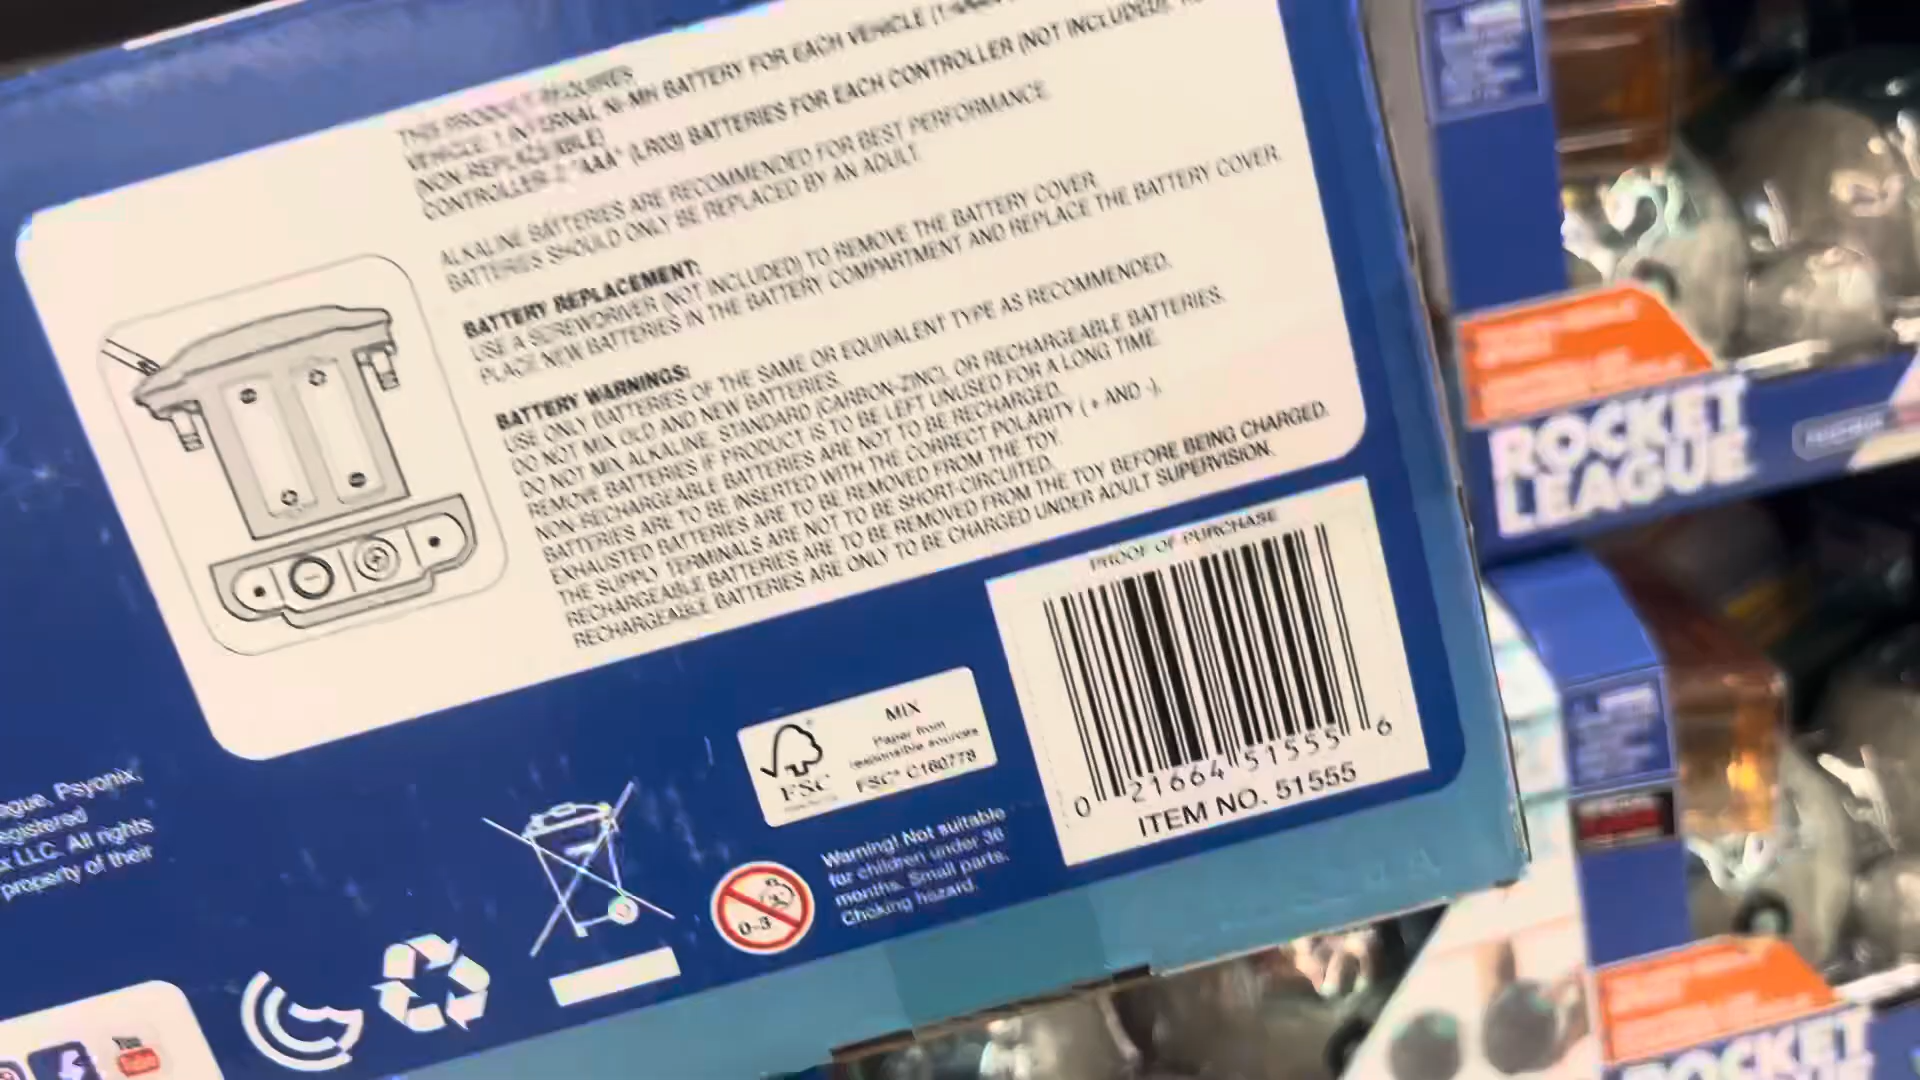 THIS PRODUCT REQUIRES:
VEHICLE: 1 INTERNAL NI-MH BATTERY FOR EACH VEHICLE
(NON-REPLACEABLE)
CONTROLLER: 2 "AAA" (LR03) BATTERIES FOR EACH CONTROLLER (NOT INCLUDED).
ALKALINE BATTERIES ARE RECOMMENDED FOR BEST PERFORMANCE.
BATTERIES SHOULD ONLY BE REPLACED BY AN ADULT.
BATTERY REPLACEMENT:
USE A SCREWDRIVER (NOT INCLUDED) TO REMOVE THE BATTERY COVER.
PLACE NEW BATTERIES IN THE BATTERY COMPARTMENT AND REPLACE THE BATTERY COVER.
BATTERY WARNINGS:
USE ONLY BATTERIES OF THE SAME OR EQUIVALENT TYPE AS RECOMMENDED.
DO NOT MIX OLD AND NEW BATTERIES.
DO NOT MIX ALKALINE, STANDARD (CARBON-ZINC), OR RECHARGEABLE BATTERIES.
REMOVE BATTERIES IF PRODUCT IS TO BE LEFT UNUSED FOR A LONG TIME.
NON-RECHARGEABLE BATTERIES ARE NOT TO BE RECHARGED.
BATTERIES ARE TO BE INSERTED WITH THE CORRECT POLARITY ( + AND -).
EXHAUSTED BATTERIES ARE TO BE REMOVED FROM THE TOY.
THE SUPPLY TERMINALS ARE NOT TO BE SHORT-CIRCUITED.
RECHARGEABLE BATTERIES ARE TO BE REMOVED FROM THE TOY BEFORE BEING CHARGED.
RECHARGEABLE BATTERIES ARE ONLY TO BE CHARGED UNDER ADULT SUPERVISION.
PROOF OF PURCHASE
0 21664 51555 6
ITEM NO. 51555
FSC
MIX
Paper from
responsible sources
FSC® C160778
Warning! Not suitable
for children under 36
months. Small parts.
Choking hazard.
0-3
Psyonix,
LLC. All rights
property of their
You
Tube
ROCKET
LEAGUE
ROCKET